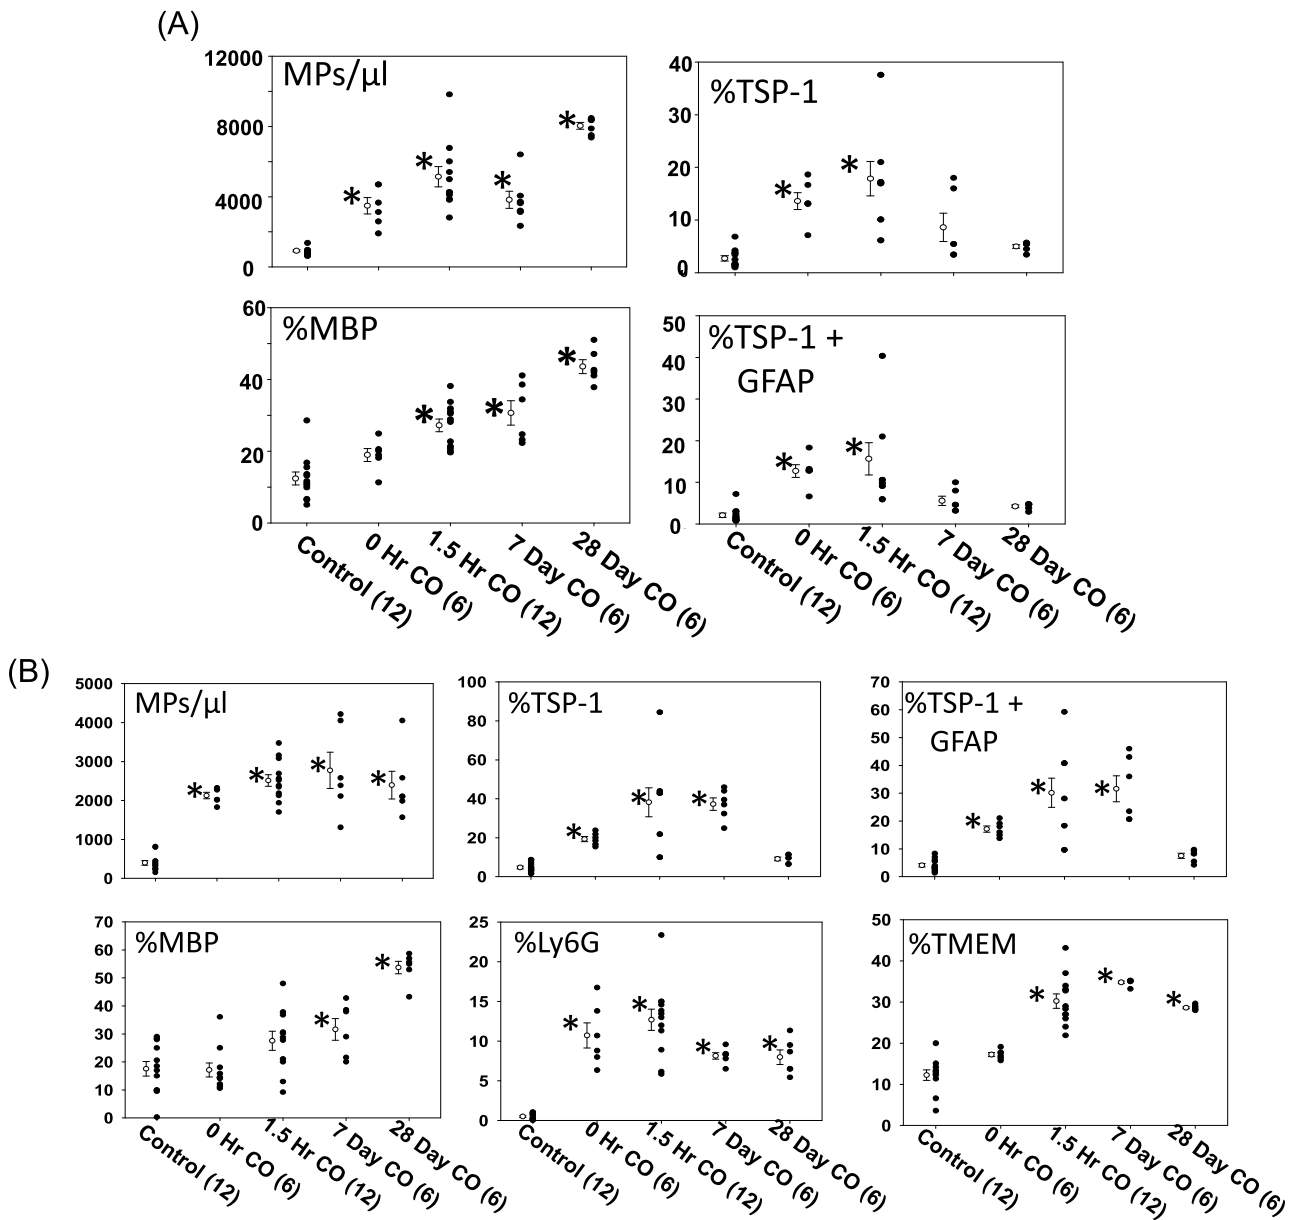 (A)
MPs/µl
12000
8000
4000
0
*
*
*
*
%TSP-1
40
30
20
10
0
*
*
%MBP
60
40
20
0
*
*
*
%TSP-1 +
GFAP
50
40
30
20
10
0
*
*
Control (12)
0 Hr CO (6)
1.5 Hr CO (12)
7 Day CO (6)
28 Day CO (6)
Control (12)
0 Hr CO (6)
1.5 Hr CO (12)
7 Day CO (6)
28 Day CO (6)
(B)
MPs/µl
5000
4000
3000
2000
1000
0
*
*
*
*
%TSP-1
100
80
60
40
20
0
*
*
*
%TSP-1 +
GFAP
70
60
50
40
30
20
10
0
*
*
*
%MBP
70
60
50
40
30
20
10
0
*
*
%Ly6G
25
20
15
10
5
0
*
*
*
*
%TMEM
50
40
30
20
10
0
*
*
*
Control (12)
0 Hr CO (6)
1.5 Hr CO (12)
7 Day CO (6)
28 Day CO (6)
Control (12)
0 Hr CO (6)
1.5 Hr CO (12)
7 Day CO (6)
28 Day CO (6)
Control (12)
0 Hr CO (6)
1.5 Hr CO (12)
7 Day CO (6)
28 Day CO (6)